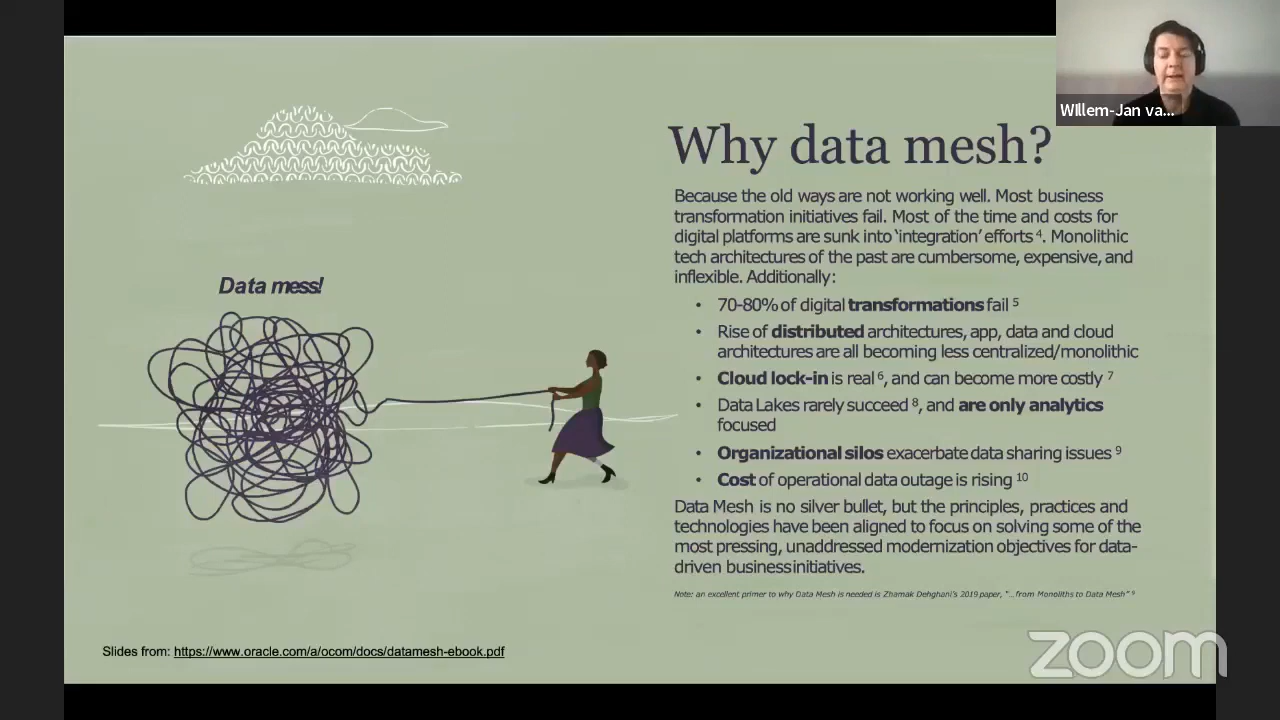 WIllem-Jan va...
Why data mesh?
Because the old ways are not working well. Most business
transformation initiatives fail. Most of the time and costs for
digital platforms are sunk into ‘integration’ efforts 4. Monolithic
tech architectures of the past are cumbersome, expensive, and
inflexible. Additionally:
• 70-80% of digital transformations fail 5
• Rise of distributed architectures, app, data and cloud
architectures are all becoming less centralized/monolithic
• Cloud lock-in is real 6, and can become more costly 7
• Data Lakes rarely succeed 8, and are only analytics
focused
• Organizational silos exacerbate data sharing issues 9
• Cost of operational data outage is rising 10
Data Mesh is no silver bullet, but the principles, practices and
technologies have been aligned to focus on solving some of the
most pressing, unaddressed modernization objectives for data-
driven business initiatives.
Note: an excellent primer to why Data Mesh is needed is Zhamak Dehghani's 2019 paper, "...from Monoliths to Data Mesh"
Data mess!
Slides from: https://www.oracle.com/a/ocom/docs/datamesh-ebook.pdf
zoom